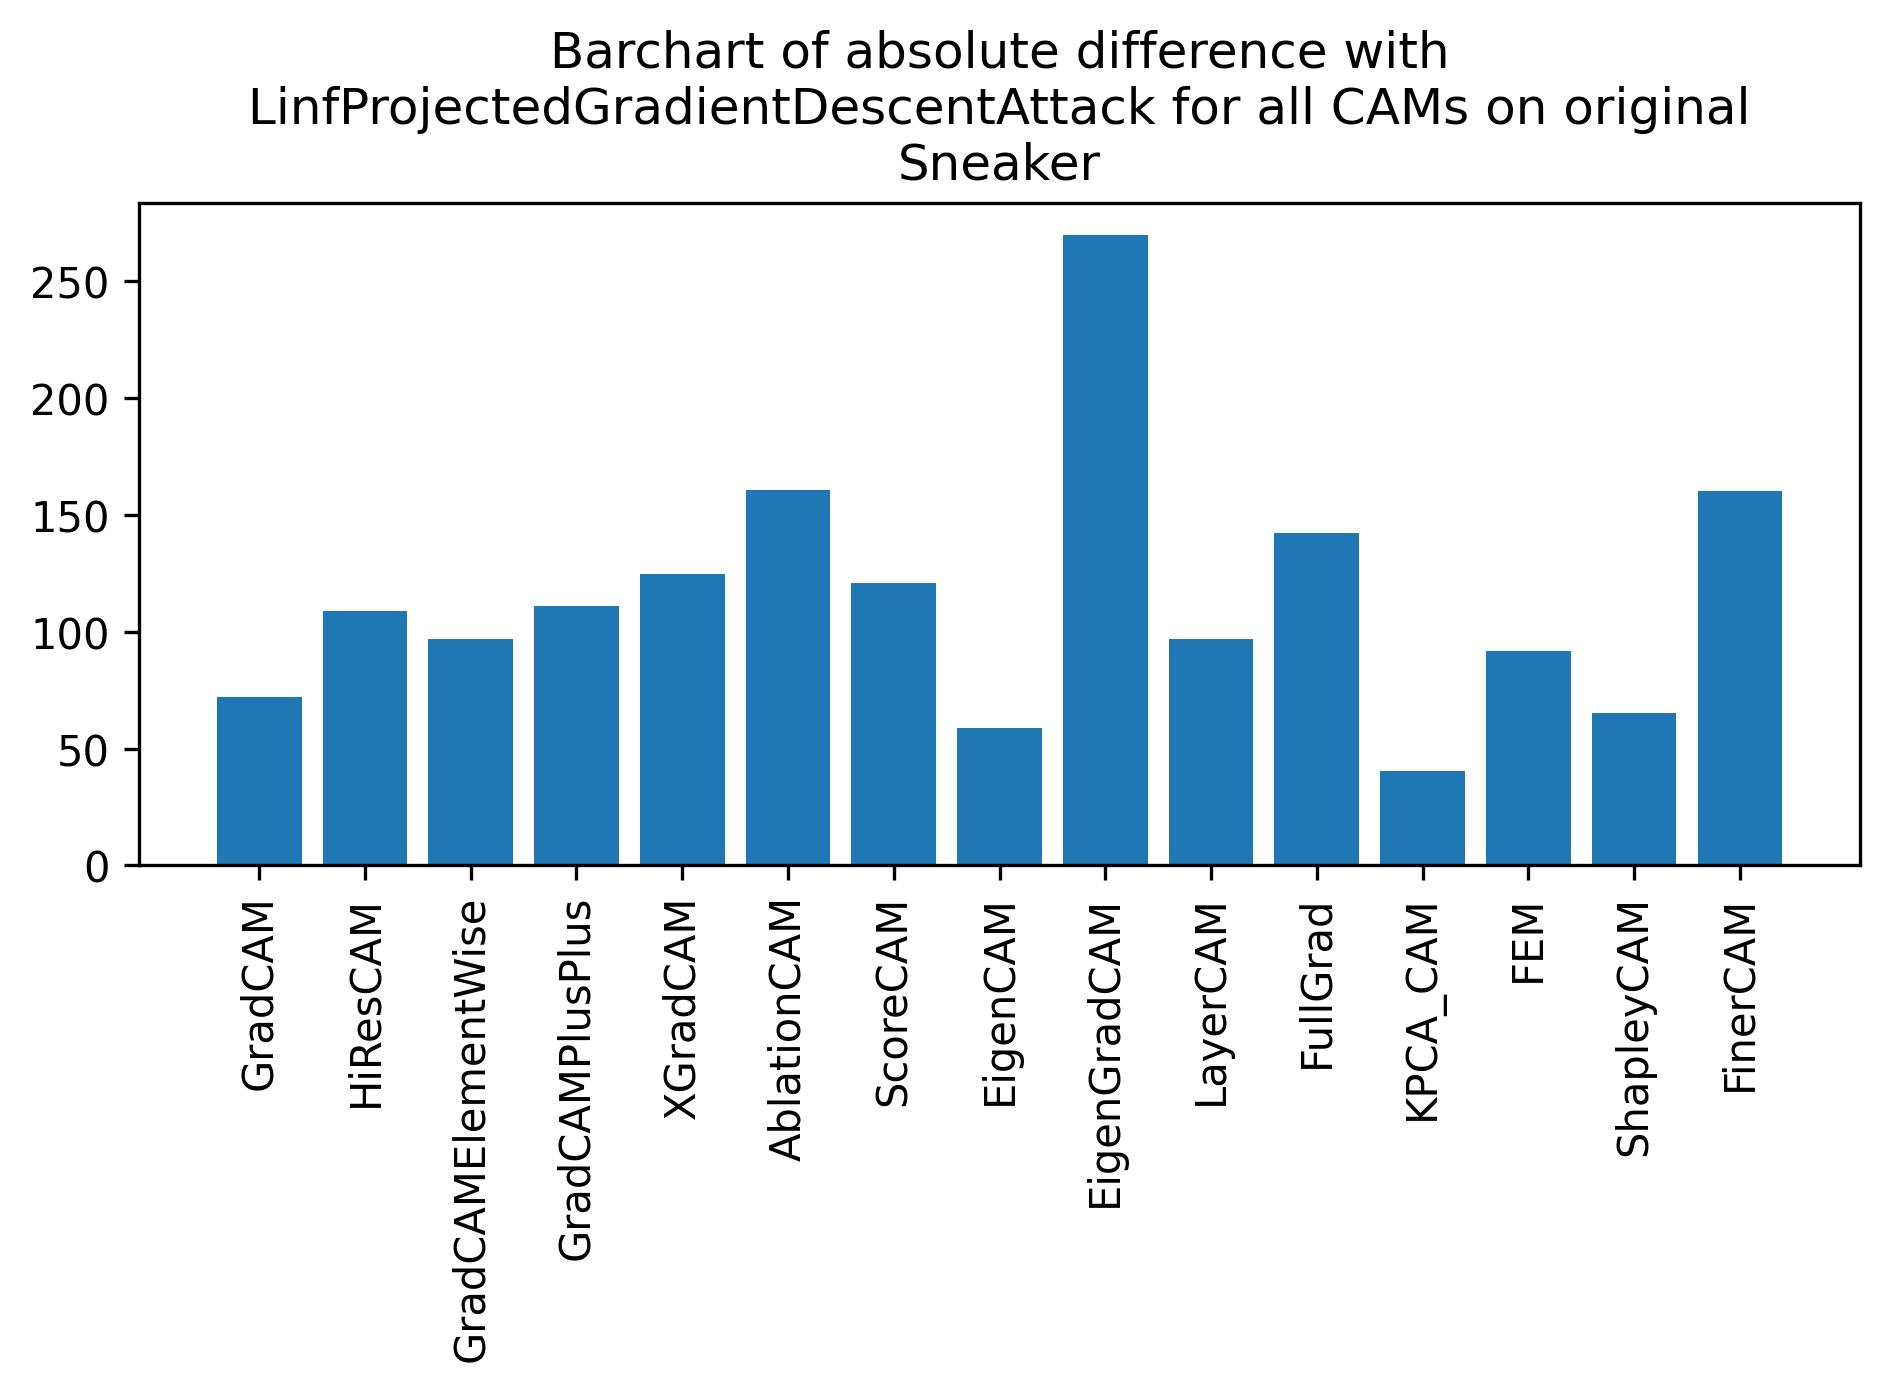 Barchart of absolute difference with
LinfProjectedGradientDescentAttack for all CAMs on original
Sneaker
250
200
150
100
50
0
GradCAM
HiResCAM
GradCAMElementWise
GradCAMPlusPlus
XGradCAM
AblationCAM
ScoreCAM
EigenCAM
EigenGradCAM
LayerCAM
FullGrad
KPCA_CAM
FEM
ShapleyCAM
FinerCAM